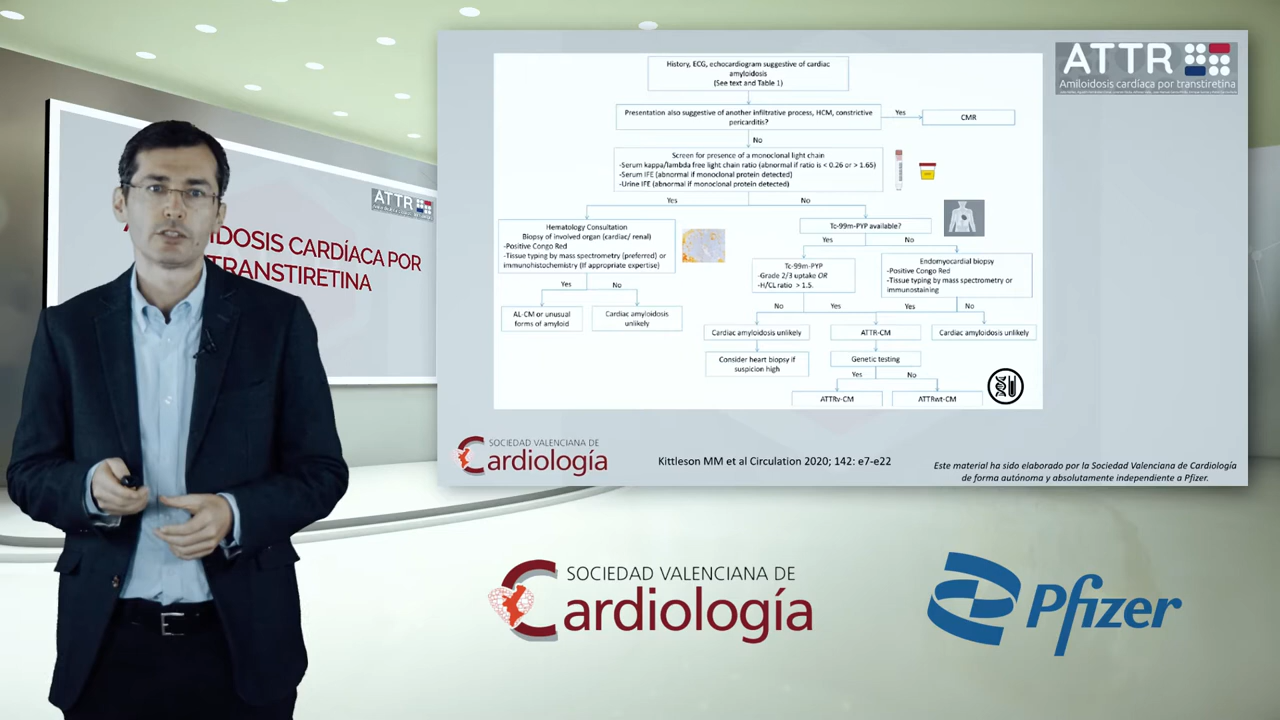 History, ECG, echocardiogram suggestive of cardiac
amyloidosis
(See text and Table 1)
Presentation also suggestive of another infiltrative process, HCM, constrictive
pericarditis?
Yes
CMR
No
Screen for presence of a monoclonal light chain
-Serum kappa/lambda free light chain ratio (abnormal if ratio is < 0.26 or > 1.65)
-Serum IFE (abnormal if monoclonal protein detected)
-Urine IFE (abnormal if monoclonal protein detected)
Yes
No
Hematology Consultation
Biopsy of involved organ (cardiac/ renal)
-Positive Congo Red
-Tissue typing by mass spectrometry (preferred) or
immunohistochemistry (if appropriate expertise)
Yes
No
AL-CM or unusual
forms of amyloid
Cardiac amyloidosis
unlikely
Tc-99m-PYP available?
Yes
No
Tc-99m-PYP
-Grade 2/3 uptake OR
-H/CL ratio > 1.5.
Endomyocardial biopsy
-Positive Congo Red
-Tissue typing by mass spectrometry or
immunostaining
No
Yes
Yes
No
Cardiac amyloidosis unlikely
ATTR-CM
Cardiac amyloidosis unlikely
Consider heart biopsy if
suspicion high
Genetic testing
Yes
No
ATTRv-CM
ATTRwt-CM
ATTR
Amiloidosis cardíaca por transtiretina
SOCIEDAD VALENCIANA DE
Cardiología
Kittleson MM et al Circulation 2020; 142: e7-e22
Este material ha sido elaborado por la Sociedad Valenciana de Cardiología
de forma autónoma y absolutamente independiente a Pfizer.
ATTR
IDOSIS CARDÍACA POR
TRANSTIRETINA
SOCIEDAD VALENCIANA DE
Cardiología
Pfizer